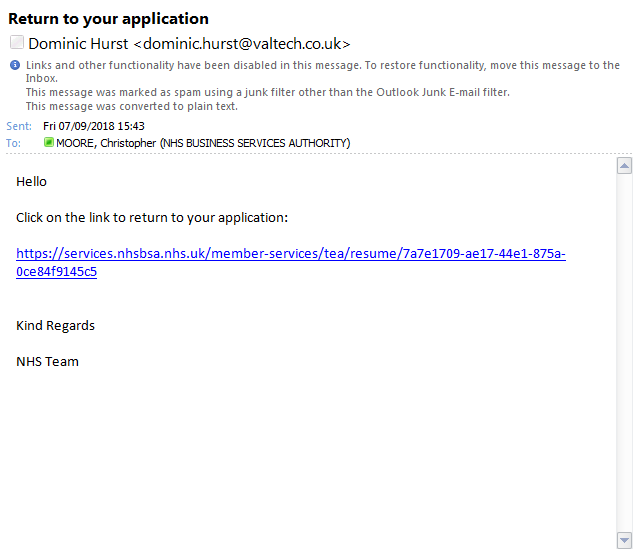 Return to your application
Dominic Hurst <dominic.hurst@valtech.co.uk>
Links and other functionality have been disabled in this message. To restore functionality, move this message to the
Inbox.
This message was marked as spam using a junk filter other than the Outlook Junk E-mail filter.
This message was converted to plain text.
Sent: Fri 07/09/2018 15:43
To: MOORE, Christopher (NHS BUSINESS SERVICES AUTHORITY)
Hello
Click on the link to return to your application:
https://services.nhsbsa.nhs.uk/member-services/tea/resume/7a7e1709-ae17-44e1-875a-
0ce84f9145c5
Kind Regards
NHS Team